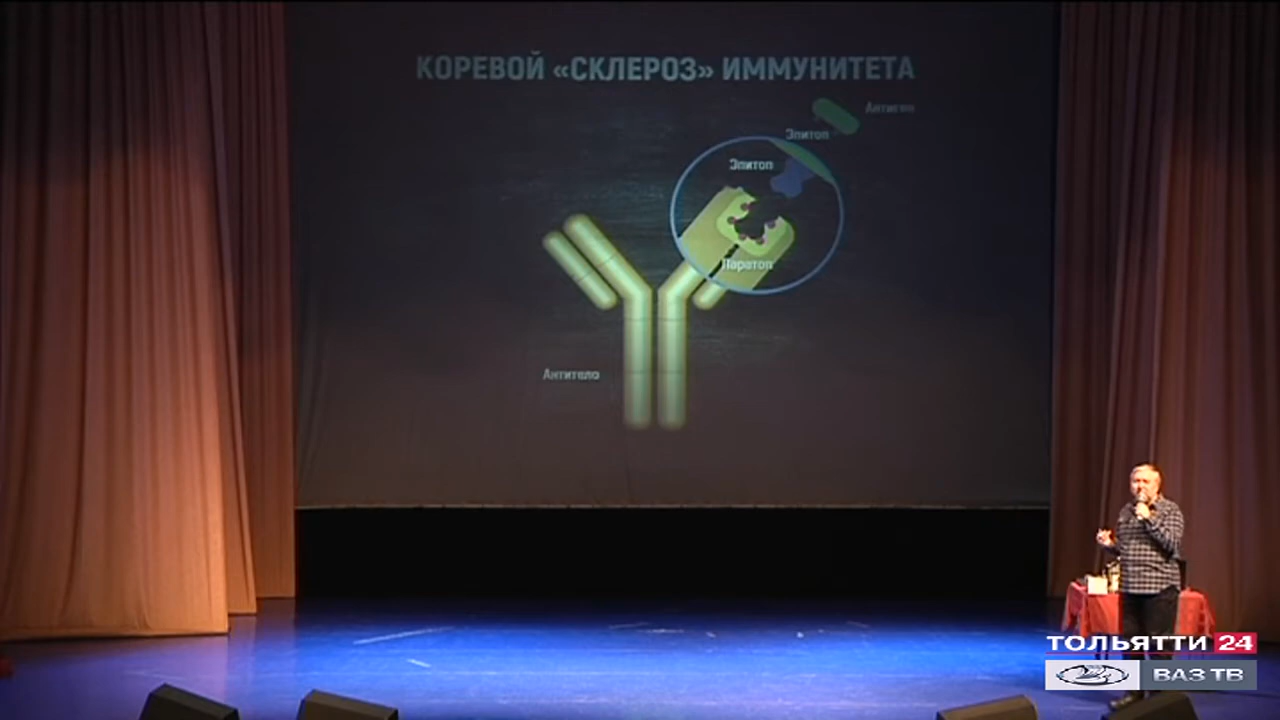 КОРЕВОЙ «СКЛЕРОЗ» ИММУНИТЕТА
Антиген
Эпитоп
Эпитоп
Паратоп
Антитело
ТОЛЬЯТТИ 24
ВАЗ ТВ